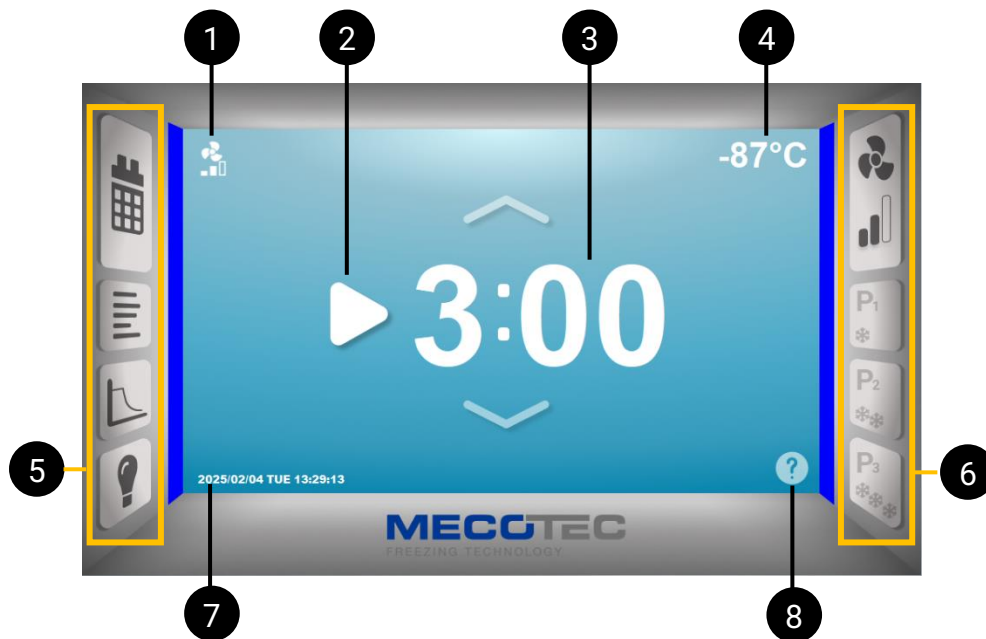 1 2 3 4
-87°C
3:00
P1
P2
P3
5
6
2025/02/04 TUE 13:29:13
?
MECOTEC
FREEZING TECHNOLOGY
7 8